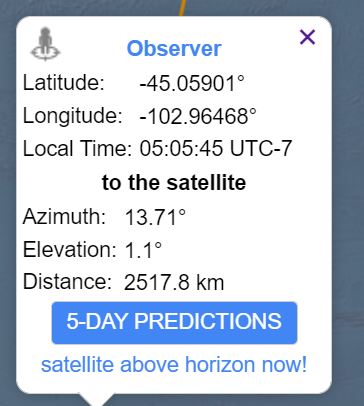 Observer ×
Latitude: -45.05901°
Longitude: -102.96468°
Local Time: 05:05:45 UTC-7
to the satellite
Azimuth: 13.71°
Elevation: 1.1°
Distance: 2517.8 km
5-DAY PREDICTIONS
satellite above horizon now!